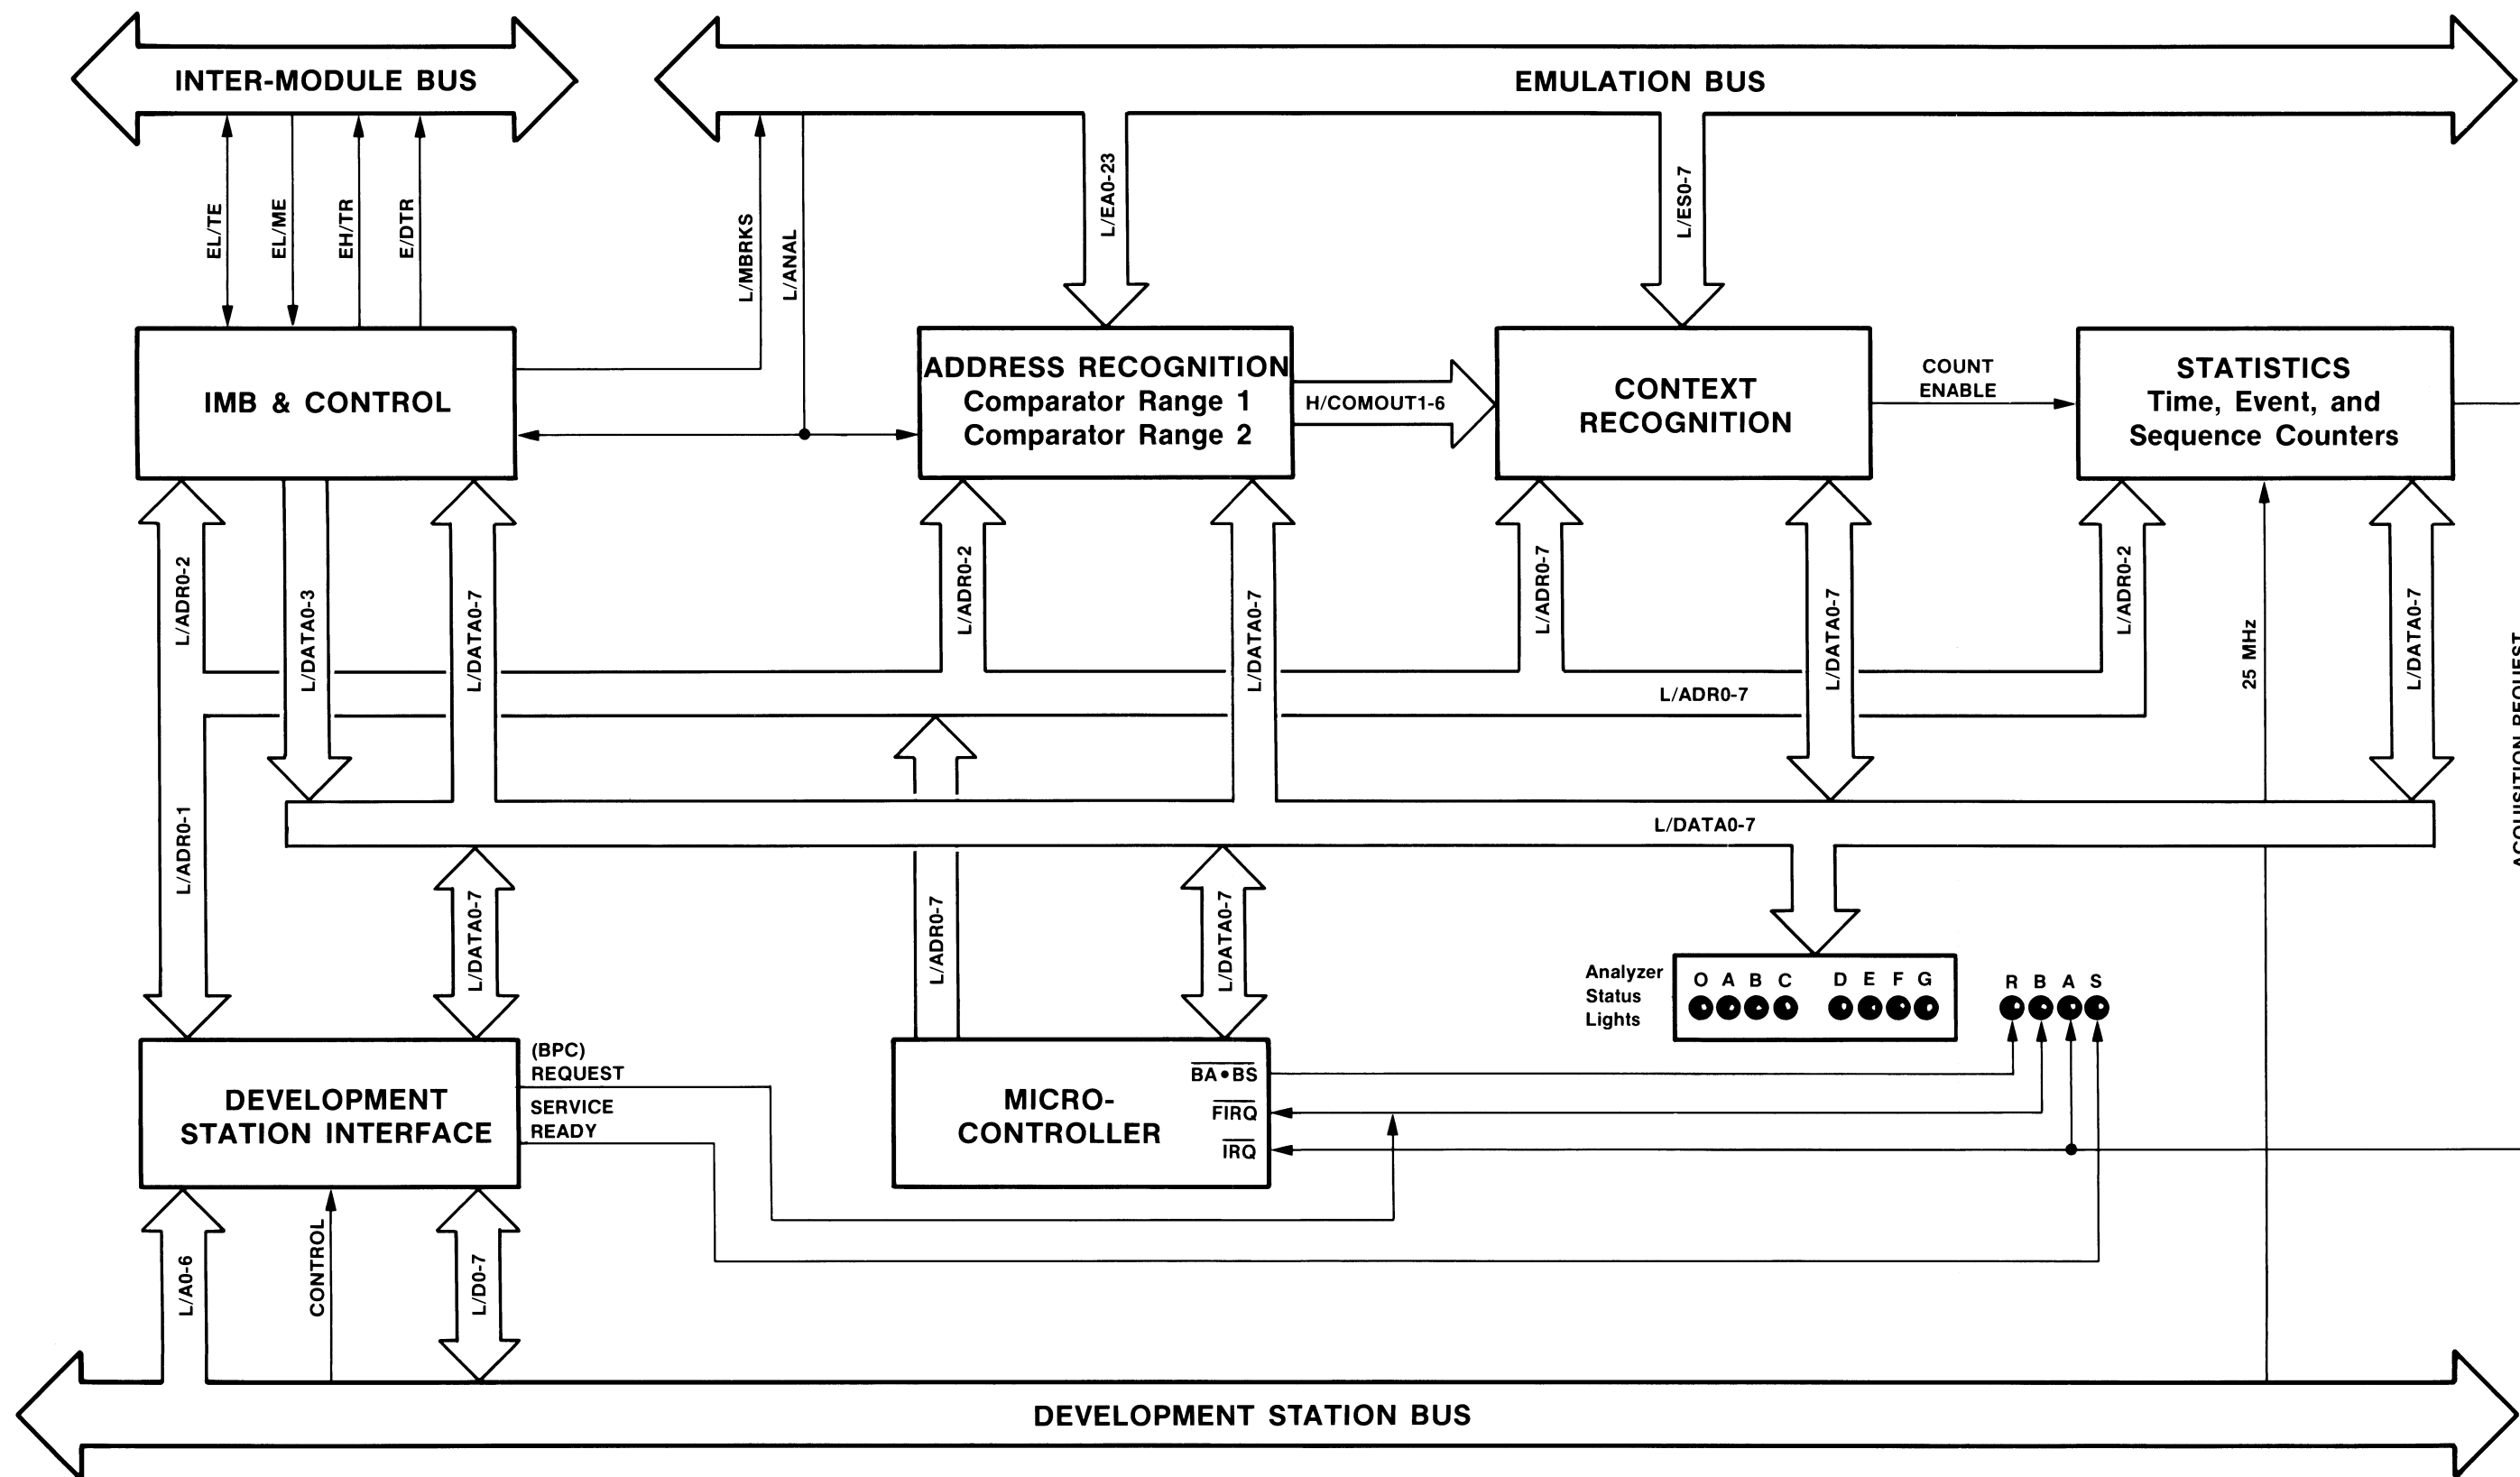 INTER-MODULE BUS
EMULATION BUS
EL/TE
EL/ME
EH/TR
E/DTR
L/MBRKS
L/ANAL
L/EA0-23
L/ES0-7
IMB & CONTROL
ADDRESS RECOGNITION
Comparator Range 1
Comparator Range 2
H/COMOUT1-6
CONTEXT
RECOGNITION
COUNT
ENABLE
STATISTICS
Time, Event, and
Sequence Counters
L/ADR0-2
L/DATA0-3
L/DATA0-7
L/ADR0-2
L/DATA0-7
L/ADR0-7
L/DATA0-7
L/ADR0-2
25 MHz
L/DATA0-7
ACQUISITION REQUEST
L/ADR0-7
L/DATA0-7
L/ADR0-1
L/DATA0-7
L/ADR0-7
L/DATA0-7
Analyzer
Status
Lights
O A B C D E F G
R B A S
DEVELOPMENT
STATION INTERFACE
(BPC)
REQUEST
SERVICE
READY
MICRO-
CONTROLLER
BA•BS
FIRQ
IRQ
L/A0-6
CONTROL
L/D0-7
DEVELOPMENT STATION BUS